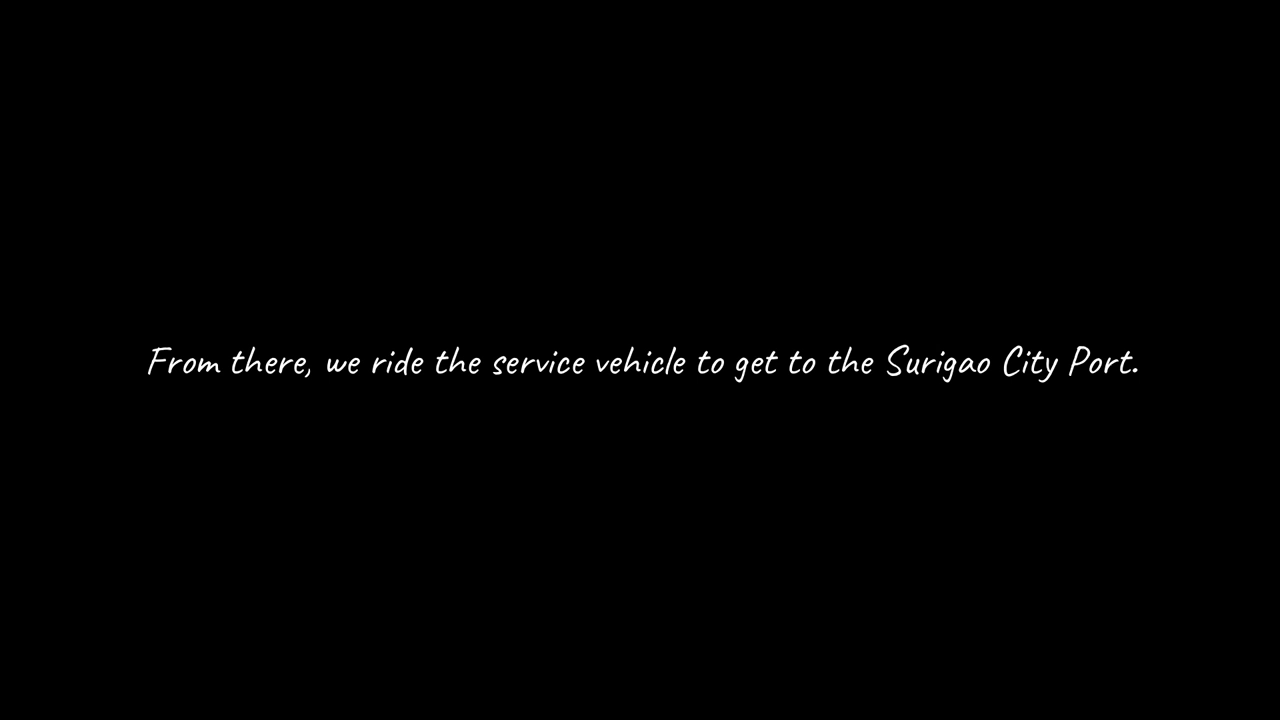 From there, we ride the service vehicle to get to the Surigao City Port.